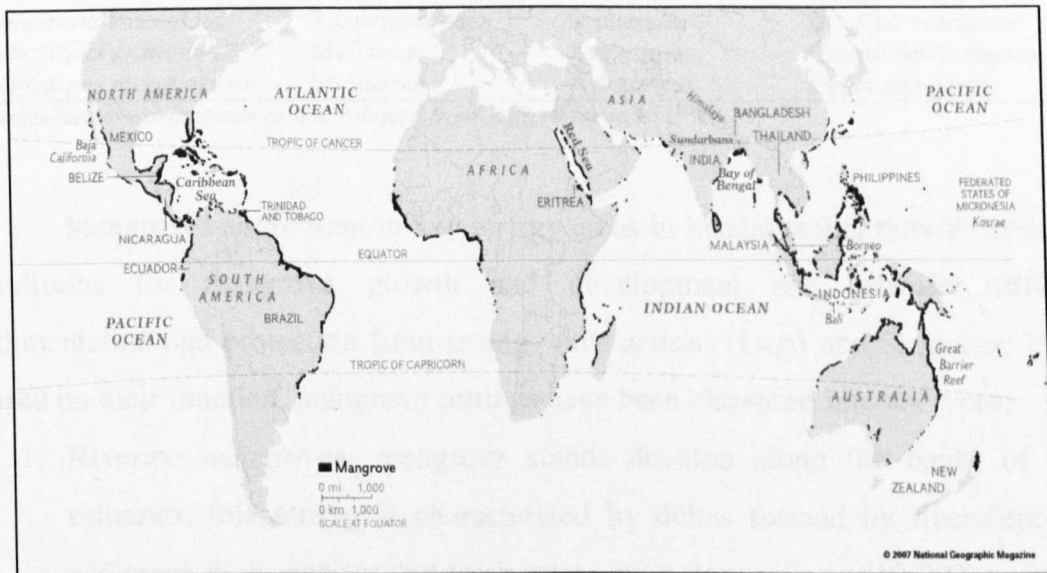 NORTH AMERICA
ATLANTIC
OCEAN
ASIA
Himalaya
BANGLADESH
PACIFIC
OCEAN
MEXICO
Baja
California
TROPIC OF CANCER
Red Sea
Sundarbans
THAILAND
INDIA
Bay of
Bengal
BELIZE
Caribbean
Sea
AFRICA
PHILIPPINES
FEDERATED
STATES OF
MICRONESIA
Kosrae
TRINIDAD
AND TOBAGO
ERITREA
NICARAGUA
MALAYSIA
Borneo
EQUATOR
ECUADOR
SOUTH
AMERICA
INDONESIA
Bali
BRAZIL
INDIAN OCEAN
PACIFIC
OCEAN
TROPIC OF CAPRICORN
Great
Barrier
Reef
AUSTRALIA
Mangrove
0 mi 1,000
0 km 1,000
SCALE AT EQUATOR
NEW
ZEALAND
© 2007 National Geographic Magazine